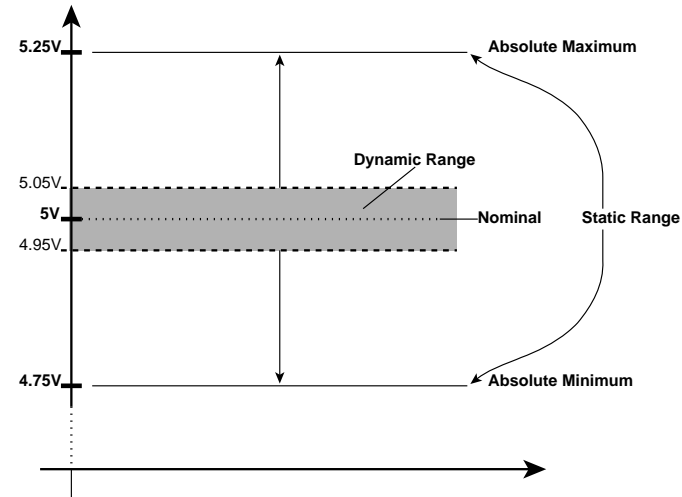 5.25V
Absolute Maximum
Dynamic Range
5.05V
5V
Nominal
Static Range
4.95V
4.75V
Absolute Minimum